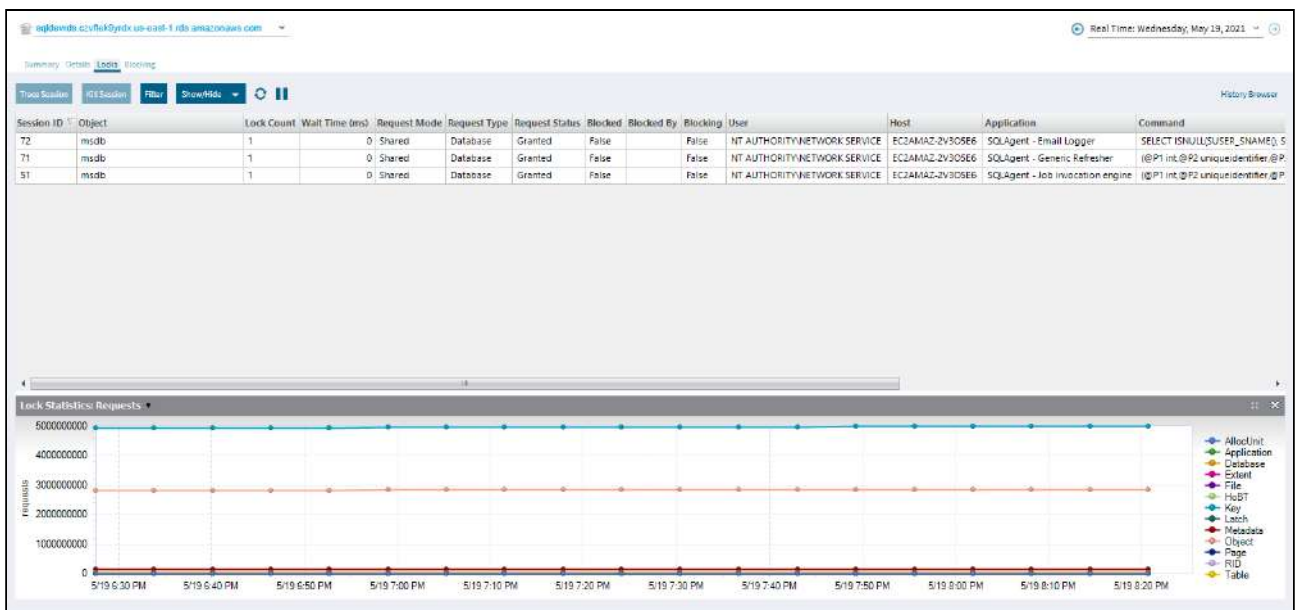 us-east-1.rds.amazonaws.com
Real Time: Wednesday, May 19, 2021
Summary Details Locks Blocking
Trace Session Kill Session Filter Show/Hide History Browser
Session ID Object Lock Count Wait Time (ms) Request Mode Request Type Request Status Blocked Blocked By Blocking User Host Application Command
72 msdb 1 0 Shared Database Granted False False NT AUTHORITY\NETWORK SERVICE EC2AMAZ-2V3O5E6 SQLAgent - Email Logger SELECT ISNULL(SUSER_SNAME(), S
71 msdb 1 0 Shared Database Granted False False NT AUTHORITY\NETWORK SERVICE EC2AMAZ-2V3O5E6 SQLAgent - Generic Refresher (@P1 int,@P2 uniqueidentifier,@P
51 msdb 1 0 Shared Database Granted False False NT AUTHORITY\NETWORK SERVICE EC2AMAZ-2V3O5E6 SQLAgent - Job invocation engine (@P1 int,@P2 uniqueidentifier,@P
Lock Statistics: Requests
requests
5000000000
4000000000
3000000000
2000000000
1000000000
0
5/19 6:30 PM 5/19 6:40 PM 5/19 6:50 PM 5/19 7:00 PM 5/19 7:10 PM 5/19 7:20 PM 5/19 7:30 PM 5/19 7:40 PM 5/19 7:50 PM 5/19 8:00 PM 5/19 8:10 PM 5/19 8:20 PM
AllocUnit
Application
Database
Extent
File
HoBT
Key
Latch
Metadata
Object
Page
RID
Table